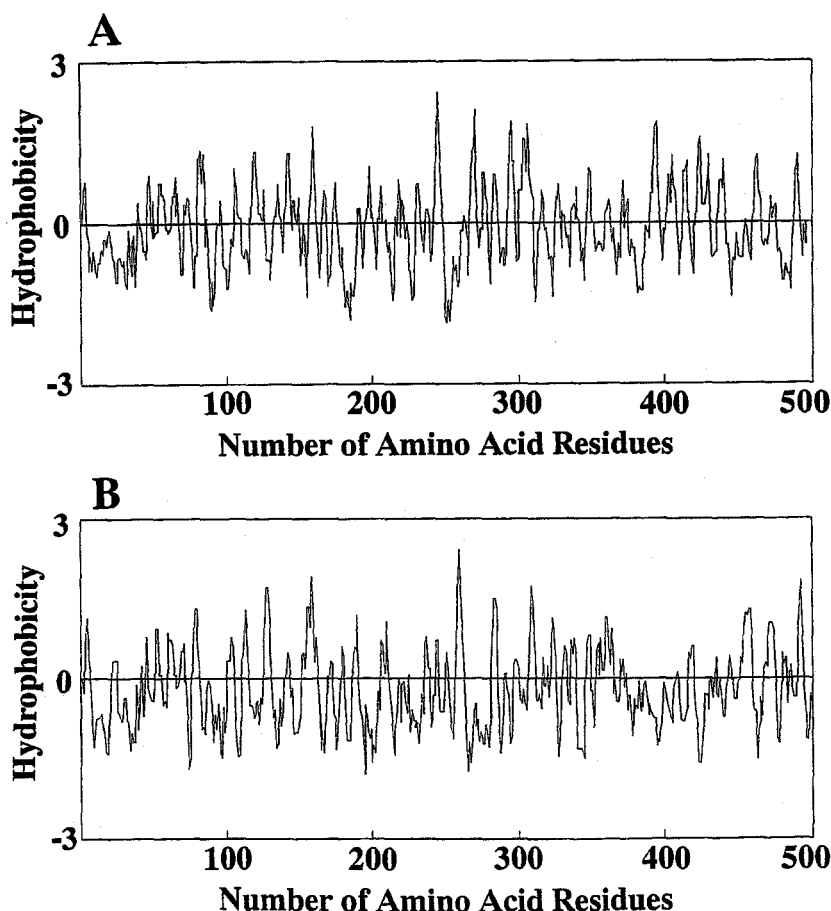 A
3
0
-3
Hydrophobicity
100 200 300 400 500
Number of Amino Acid Residues
B
3
0
-3
Hydrophobicity
100 200 300 400 500
Number of Amino Acid Residues